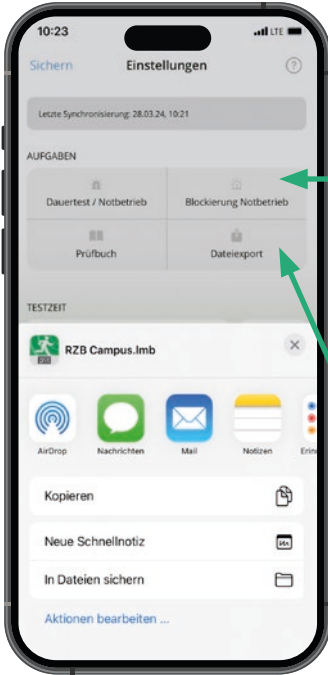 10:23 LTE
Sichern Einstellungen ?
Letzte Synchronisierung: 28.03.24, 10:21
AUFGABEN
Dauertest / Notbetrieb Blockierung Notbetrieb
Prüfbuch Dateiexport
TESTZEIT
RZB Campus.lmb
AirDrop Nachrichten Mail Notizen Erin
Kopieren
Neue Schnellnotiz
In Dateien sichern
Aktionen bearbeiten ...